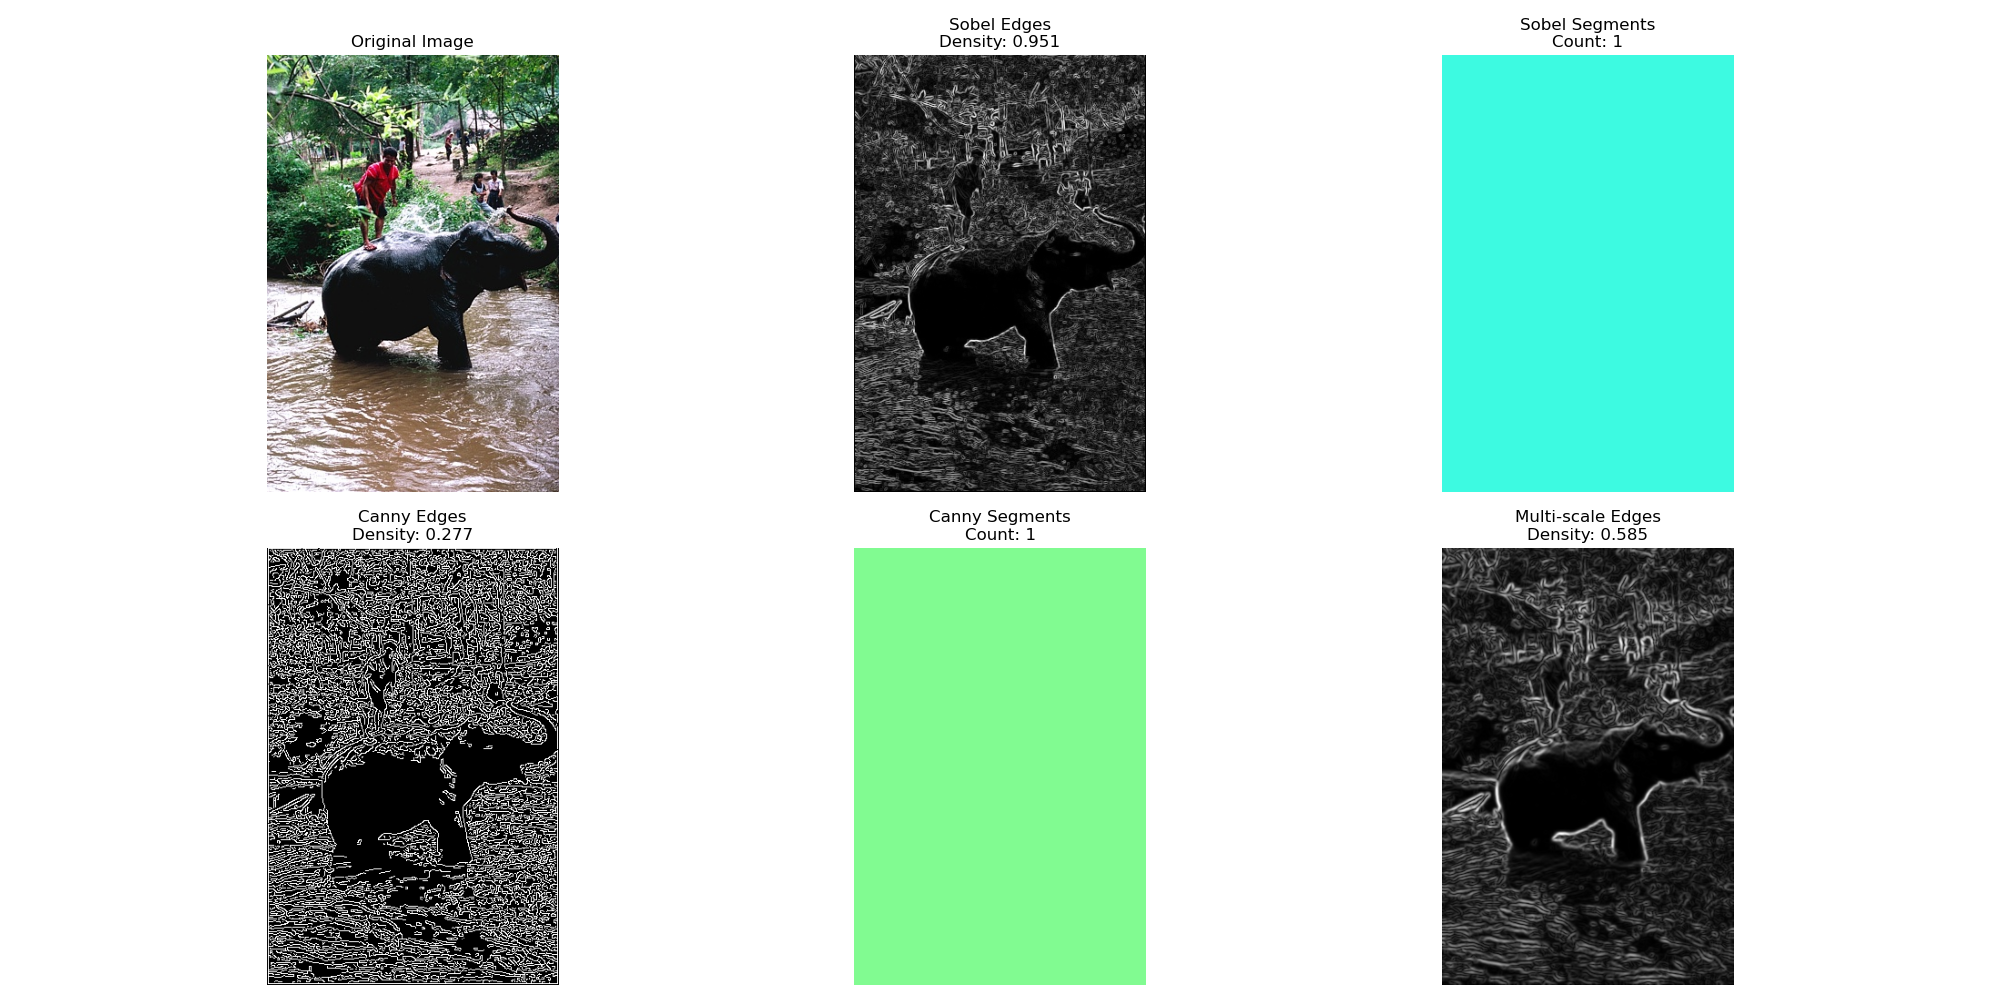 Original Image
Sobel Edges
Density: 0.951
Sobel Segments
Count: 1
Canny Edges
Density: 0.277
Canny Segments
Count: 1
Multi-scale Edges
Density: 0.585